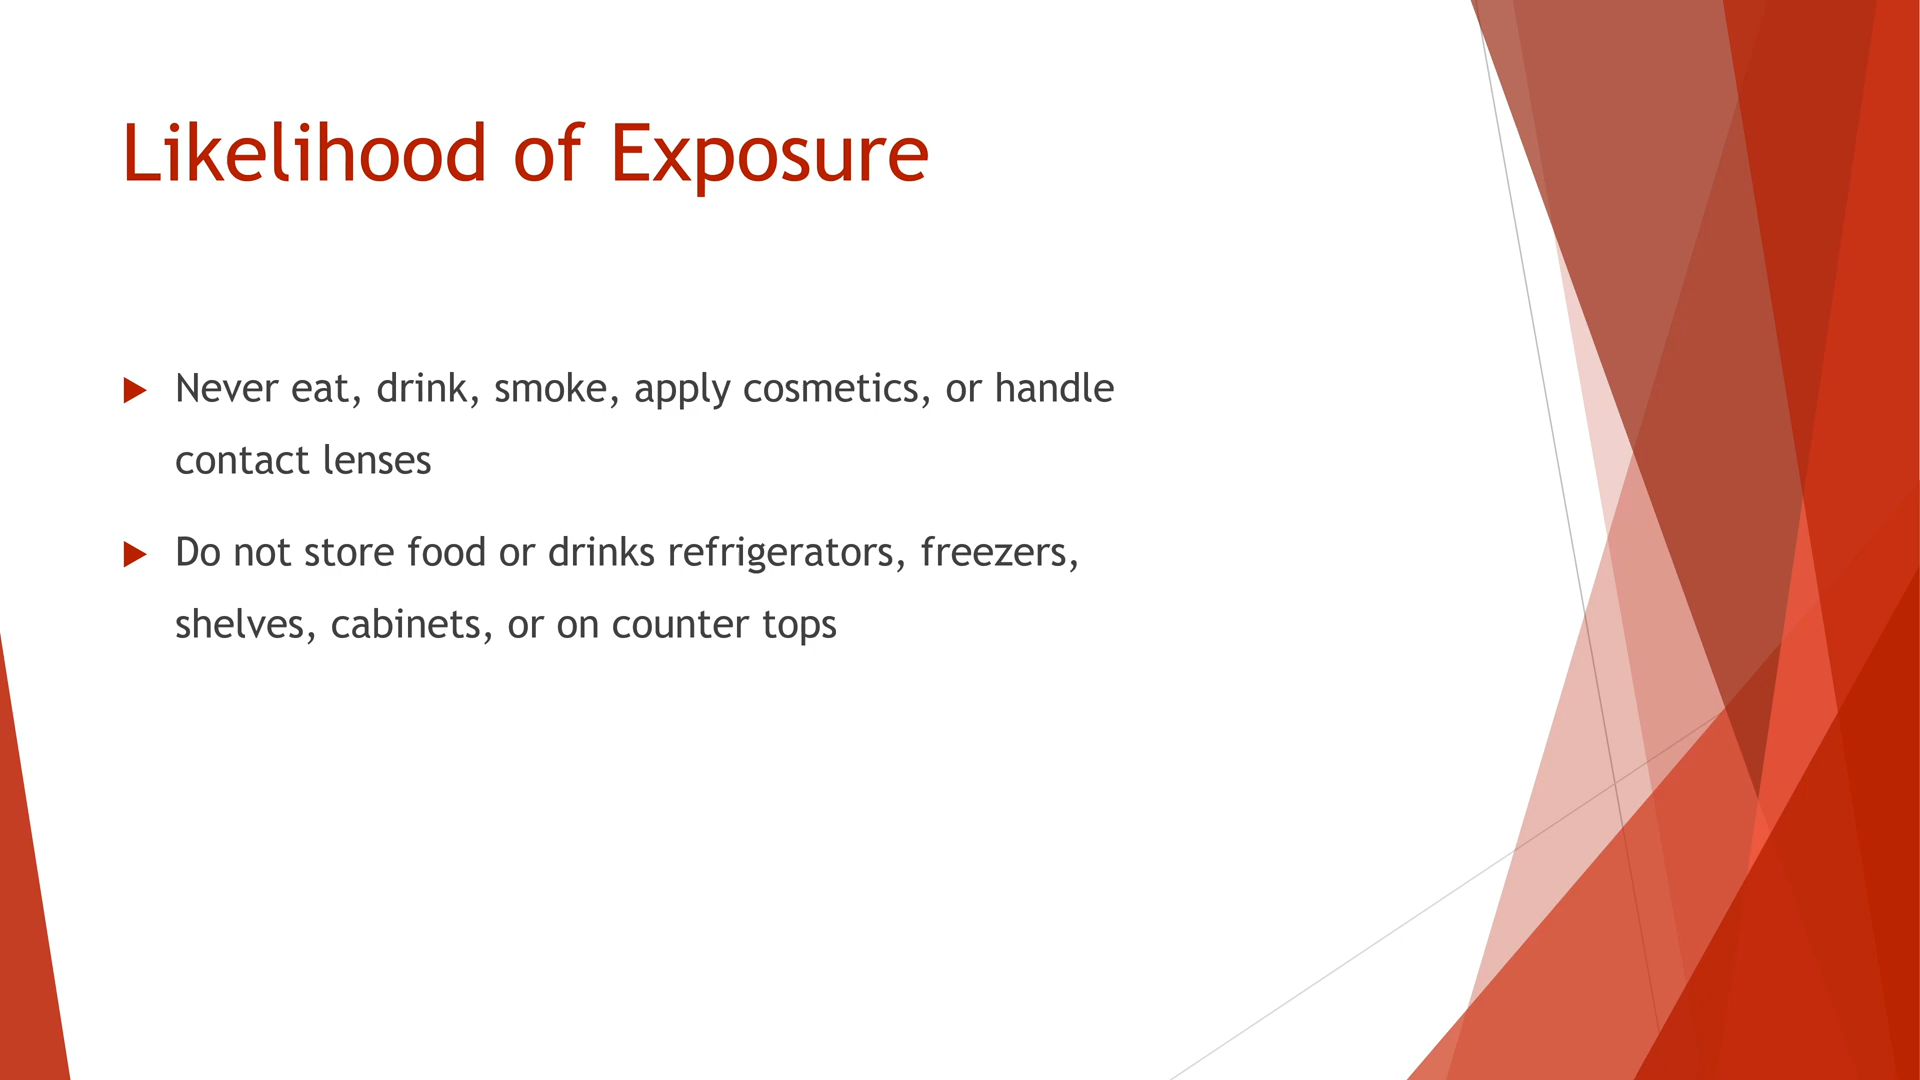 Likelihood of Exposure
Never eat, drink, smoke, apply cosmetics, or handle
contact lenses
Do not store food or drinks refrigerators, freezers,
shelves, cabinets, or on counter tops